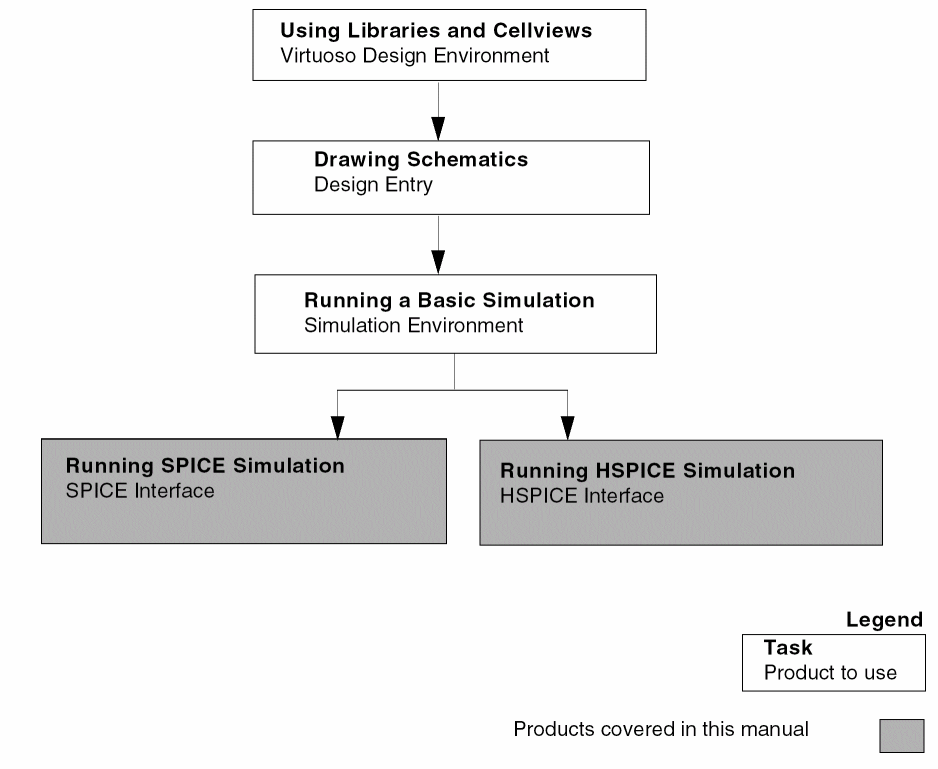 Using Libraries and Cellviews
Virtuoso Design Environment
Drawing Schematics
Design Entry
Running a Basic Simulation
Simulation Environment
Running SPICE Simulation
SPICE Interface
Running HSPICE Simulation
HSPICE Interface
Legend
Task
Product to use
Products covered in this manual